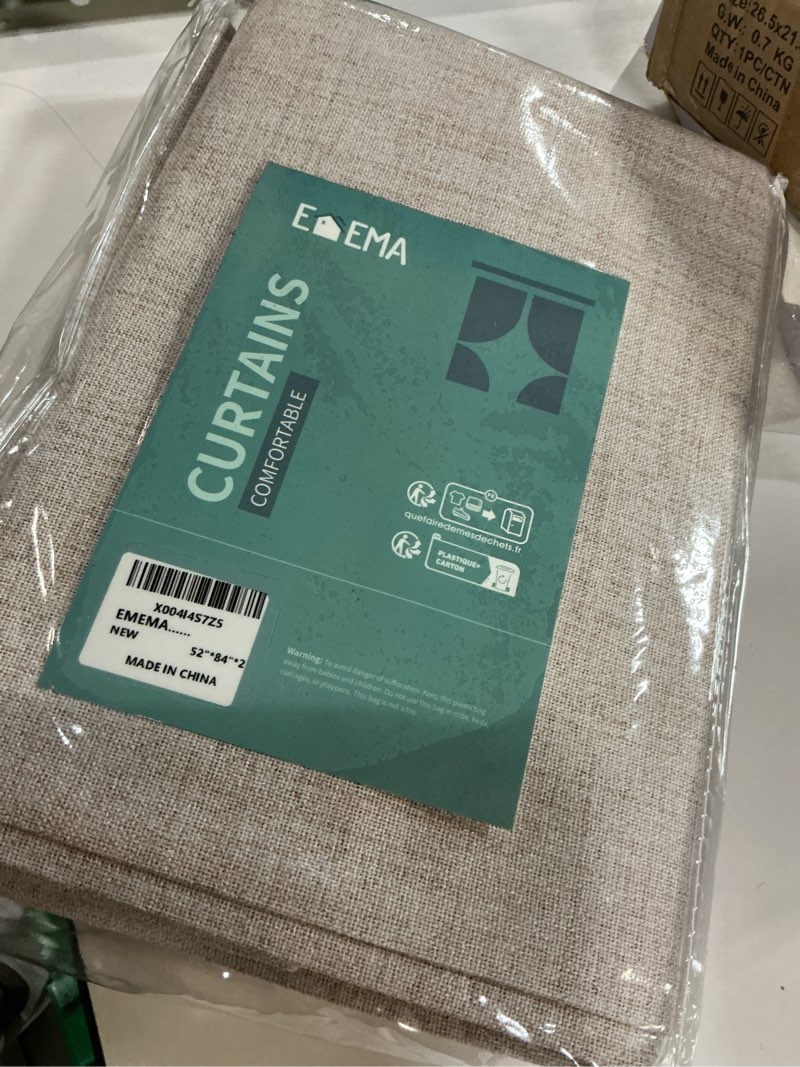 ze:26.5x21.
G.W.: 0.7 KG
QTY:1PC/CTN
Made in China
EMEMA
CURTAINS
COMFORTABLE
FR
quefairedemesdechets.fr
PLASTIQUE+
CARTON
X004I4S7Z5
EMEMA......
NEW
52"*84"*2
MADE IN CHINA
Warning: To avoid danger of suffocation. Keep this plastic bag
away from babies and children. Do not use this bag in cribs, beds,
carriages, or playpens. This bag is not a toy.